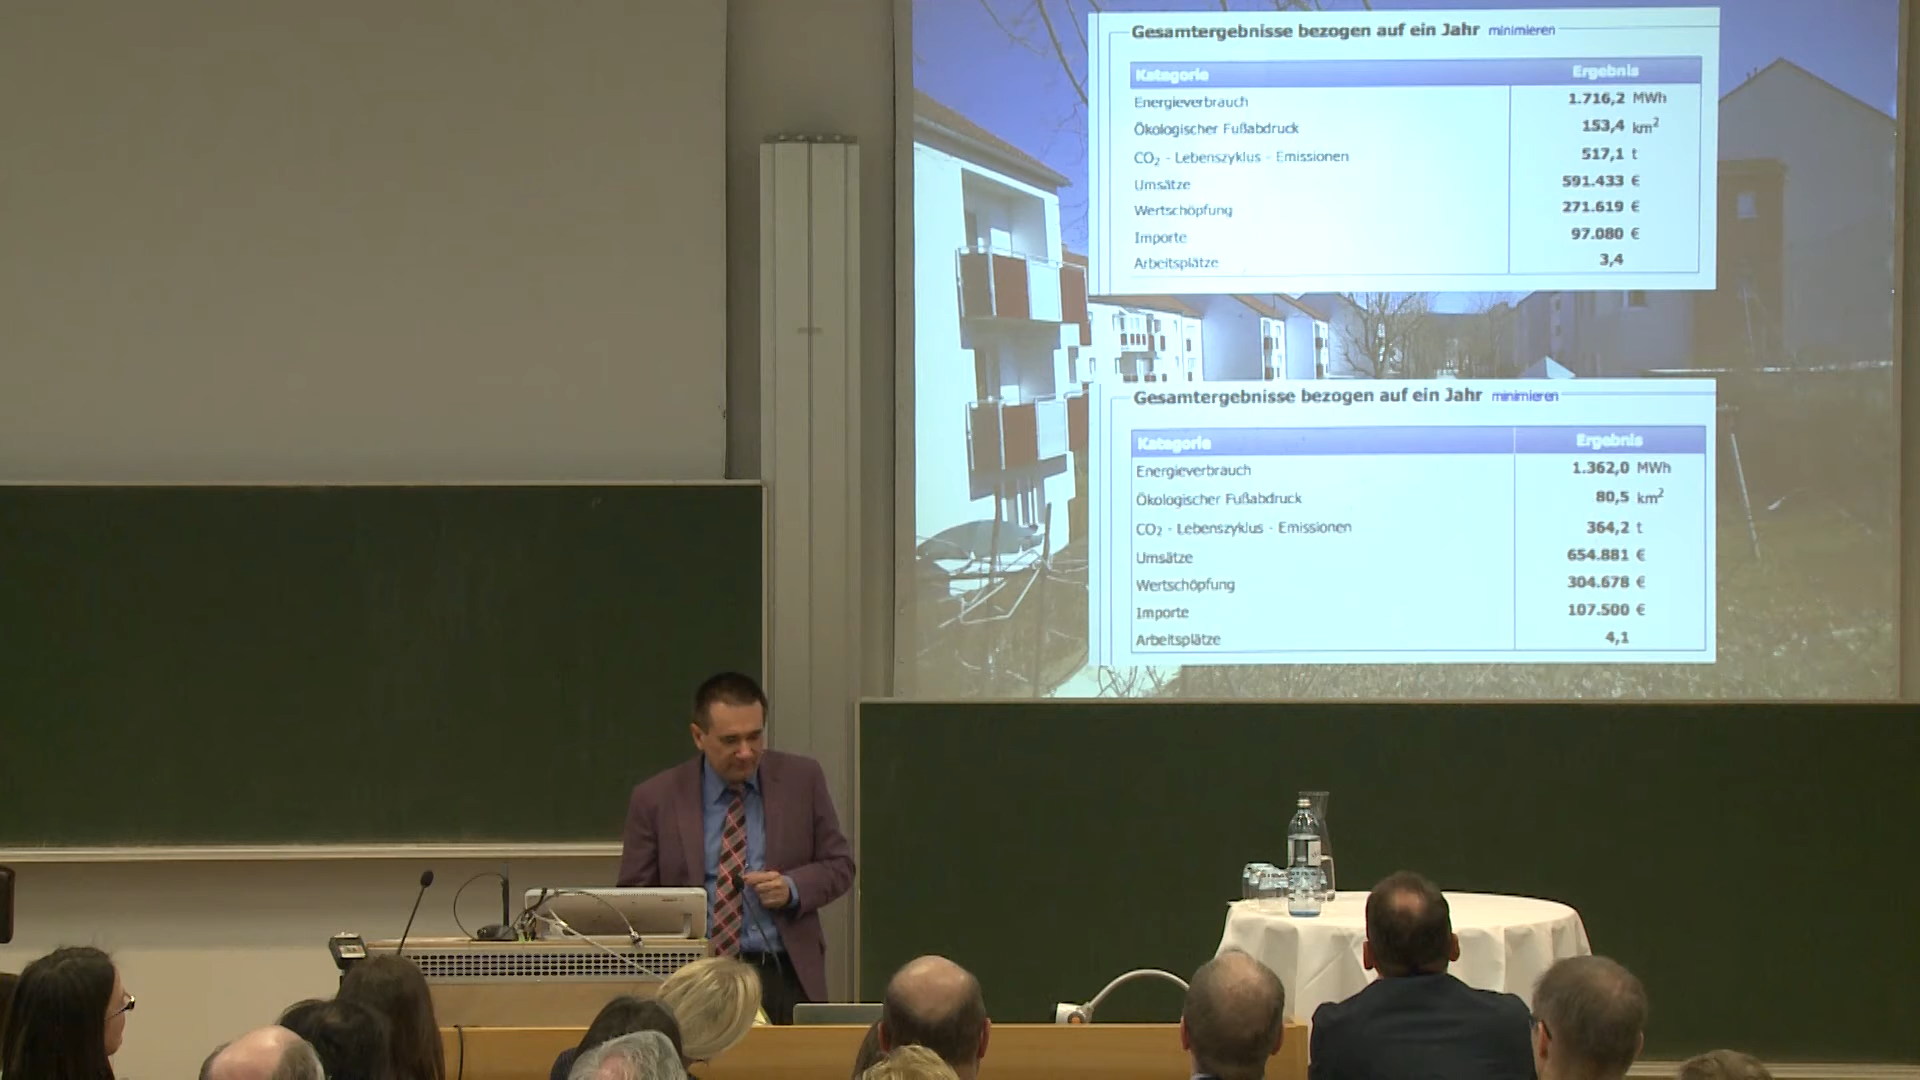 Gesamtergebnisse bezogen auf ein Jahr minimieren
Kategorie Ergebnis
Energieverbrauch 1.716,2 MWh
Ökologischer Fußabdruck 153,4 km²
CO₂ - Lebenszyklus - Emissionen 517,1 t
Umsätze 591.433 €
Wertschöpfung 271.619 €
Importe 97.080 €
Arbeitsplätze 3,4
Gesamtergebnisse bezogen auf ein Jahr minimieren
Kategorie Ergebnis
Energieverbrauch 1.362,0 MWh
Ökologischer Fußabdruck 80,5 km²
CO₂ - Lebenszyklus - Emissionen 364,2 t
Umsätze 654.881 €
Wertschöpfung 304.678 €
Importe 107.500 €
Arbeitsplätze 4,1